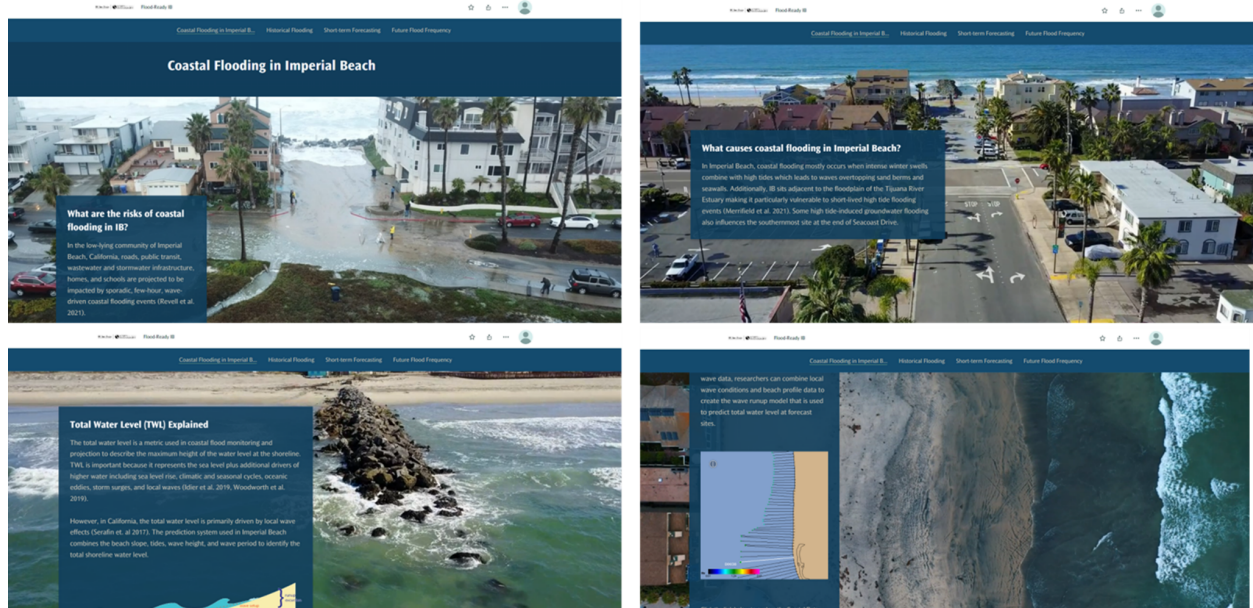 Flood-Ready IB
Coastal Flooding in Imperial B... Historical Flooding Short-term Forecasting Future Flood Frequency
Coastal Flooding in Imperial Beach
What are the risks of coastal
flooding in IB?
In the low-lying community of Imperial
Beach, California, roads, public transit,
wastewater and stormwater infrastructure,
homes, and schools are projected to be
impacted by sporadic, few-hour, wave-
driven coastal flooding events (Revell et al.
2021).
Flood-Ready IB
Coastal Flooding in Imperial B... Historical Flooding Short-term Forecasting Future Flood Frequency
What causes coastal flooding in Imperial Beach?
In Imperial Beach, coastal flooding mostly occurs when intense winter swells
combine with high tides which leads to waves overtopping sand berms and
seawalls. Additionally, IB sits adjacent to the floodplain of the Tijuana River
Estuary making it particularly vulnerable to short-lived high tide flooding
events (Merrifield et al. 2021). Some high tide-induced groundwater flooding
also influences the southernmost site at the end of Seacoast Drive.
STOP STOP
Flood-Ready IB
Coastal Flooding in Imperial B... Historical Flooding Short-term Forecasting Future Flood Frequency
Total Water Level (TWL) Explained
The total water level is a metric used in coastal flood monitoring and
projection to describe the maximum height of the water level at the shoreline.
TWL is important because it represents the sea level plus additional drivers of
higher water including sea level rise, climatic and seasonal cycles, oceanic
eddies, storm surges, and local waves (Idier et al. 2019, Woodworth et al.
2019).
However, in California, the total water level is primarily driven by local wave
effects (Serafin et. al 2017). The prediction system used in Imperial Beach
combines the beach slope, tides, wave height, and wave period to identify the
total shoreline water level.
Flood-Ready IB
Coastal Flooding in Imperial B... Historical Flooding Short-term Forecasting Future Flood Frequency
wave data, researchers can combine local
wave conditions and beach profile data to
create the wave runup model that is used
to predict total water level at forecast
sites.